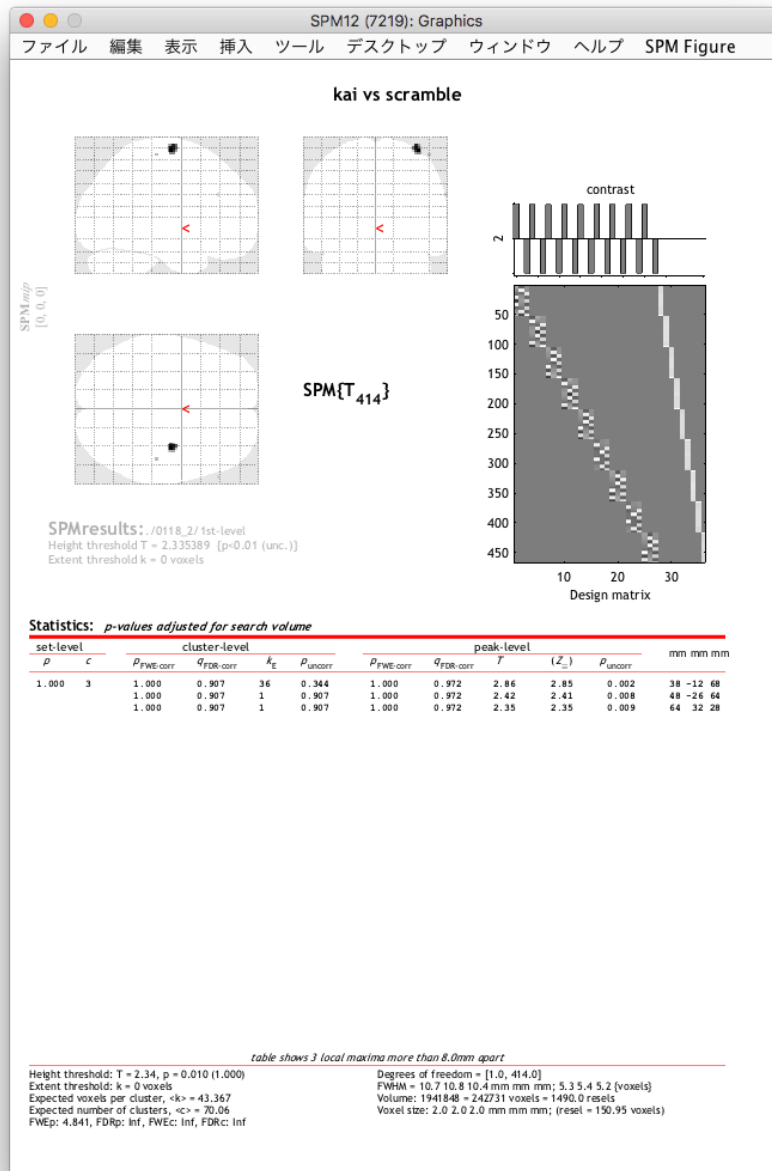 SPM12 (7219): Graphics
ファイル 編集 表示 挿入 ツール デスクトップ ウィンドウ ヘルプ SPM Figure
kai vs scramble
<
<
contrast
2
SPMmip
[0, 0, 0]
<
SPM{T414}
50
100
150
200
250
300
350
400
450
10 20 30
Design matrix
SPMresults: ./0118_2/1st-level
Height threshold T = 2.335389 {p<0.01 (unc.)}
Extent threshold k = 0 voxels
Statistics: p-values adjusted for search volume
set-level cluster-level peak-level mm mm mm
p c pFWE-corr qFDR-corr kE puncorr pFWE-corr qFDR-corr T (Z≡) puncorr
1.000 3 1.000 0.907 36 0.344 1.000 0.972 2.86 2.85 0.002 38 -12 68
1.000 0.907 1 0.907 1.000 0.972 2.42 2.41 0.008 48 -26 64
1.000 0.907 1 0.907 1.000 0.972 2.35 2.35 0.009 64 32 28
table shows 3 local maxima more than 8.0mm apart
Height threshold: T = 2.34, p = 0.010 (1.000)
Extent threshold: k = 0 voxels
Expected voxels per cluster, <k> = 43.367
Expected number of clusters, <c> = 70.06
FWEp: 4.841, FDRp: Inf, FWEc: Inf, FDRc: Inf
Degrees of freedom = [1.0, 414.0]
FWHM = 10.7 10.8 10.4 mm mm mm; 5.3 5.4 5.2 {voxels}
Volume: 1941848 = 242731 voxels = 1490.0 resels
Voxel size: 2.0 2.0 2.0 mm mm mm; (resel = 150.95 voxels)